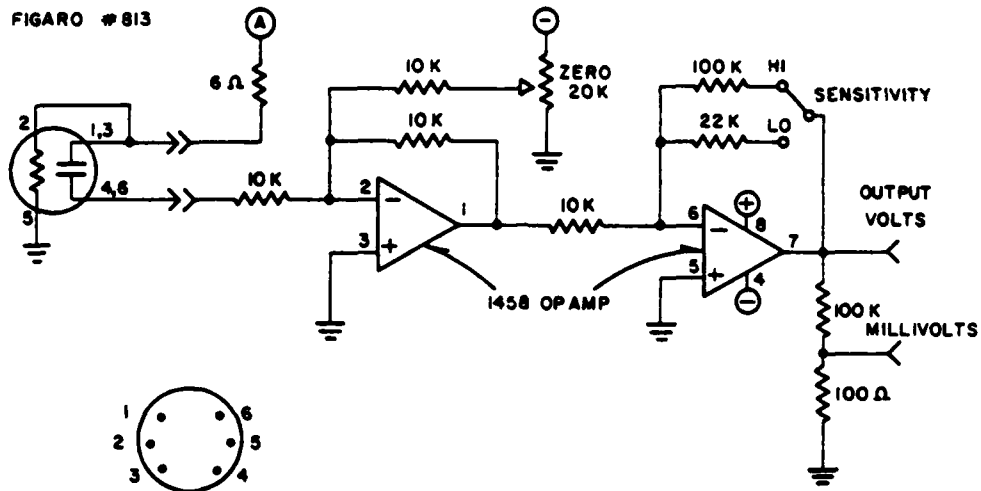 FIGARO #813
A
6 Ω
2
1,3
4,6
5
10 K
10 K
10 K
−
ZERO
20K
2
−
3
+
1
10 K
100 K
HI
SENSITIVITY
22 K
LO
6
−
5
+
+
8
7
4
−
1458 OP AMP
OUTPUT
VOLTS
100 K
MILLIVOLTS
100 Ω
1
6
2
5
3
4